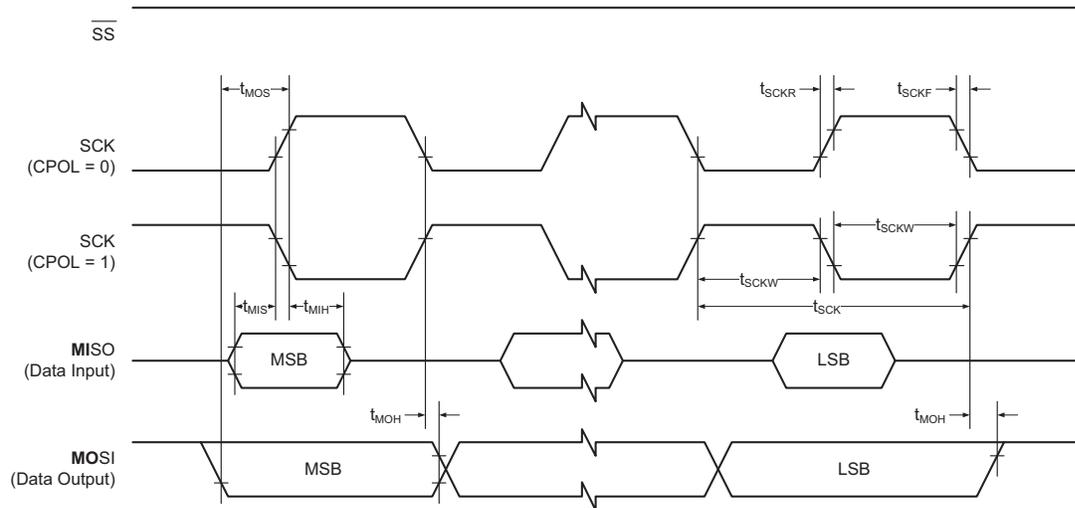 SS
tMOS
tSCKR
tSCKF
SCK
(CPOL = 0)
SCK
(CPOL = 1)
tSCKW
tSCKW
tMIS
tMIH
tSCK
MISO
(Data Input)
MSB
LSB
tMOH
tMOH
MOSI
(Data Output)
MSB
LSB